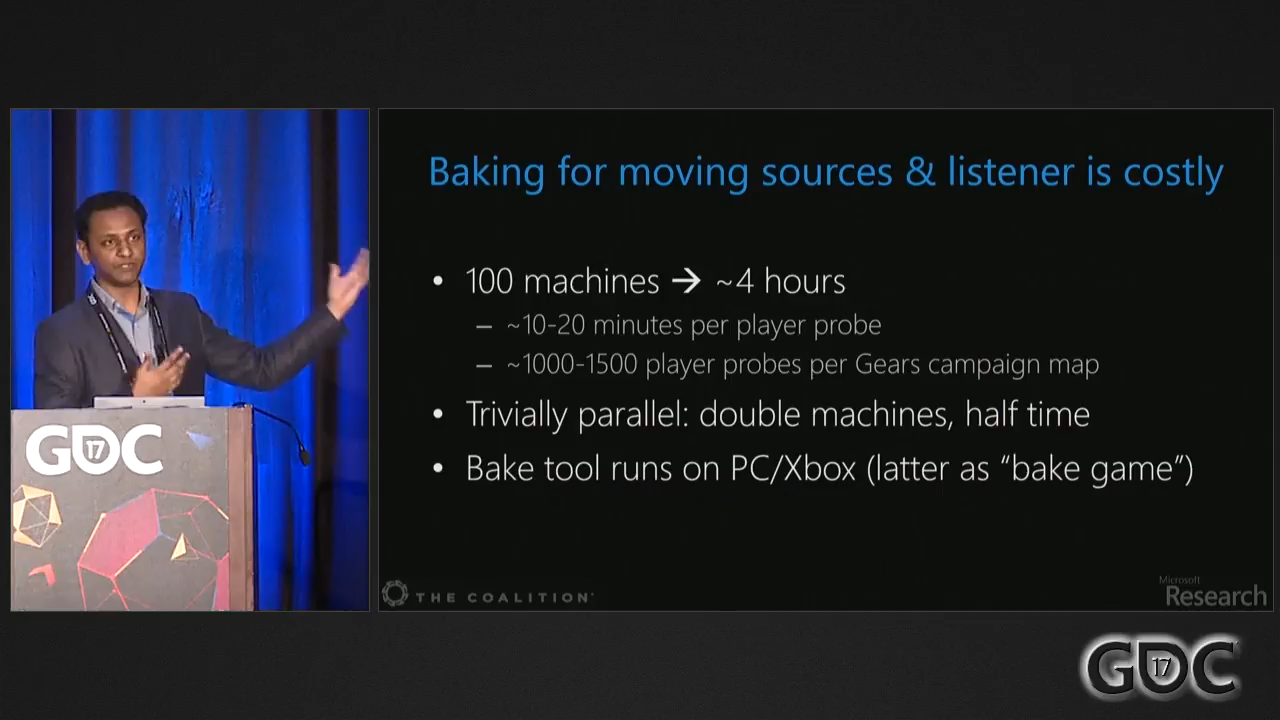 Baking for moving sources & listener is costly
• 100 machines → ~4 hours
– ~10-20 minutes per player probe
– ~1000-1500 player probes per Gears campaign map
• Trivially parallel: double machines, half time
• Bake tool runs on PC/Xbox (latter as “bake game”)
GDC 17
THE COALITION
Microsoft
Research
GDC 17